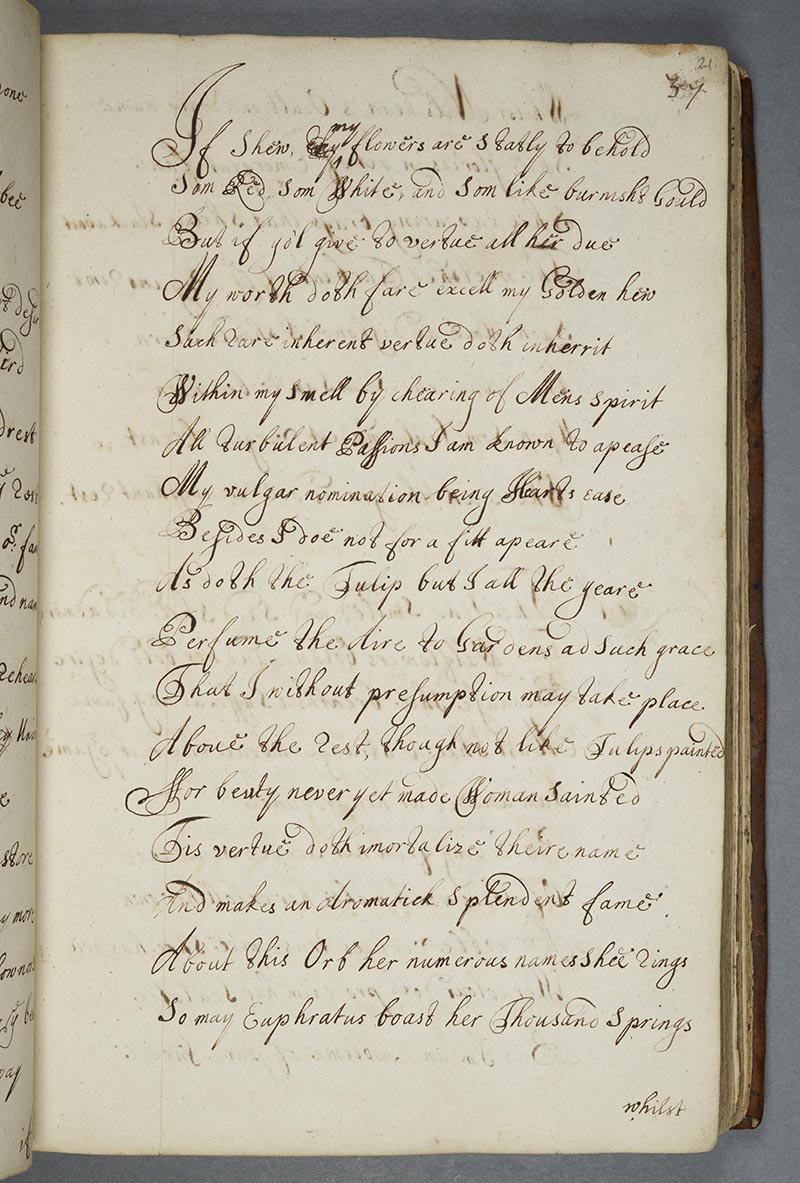 21
37
If Shew, my flowers are Stately to behold
Som Red, Som White, and Som like burnisht Gould
But if yo'l give to vertue all her due
My worth doth fare excell my Golden hew
Such rare inherent vertue doth inherrit
Within my Smell by chearing of Mens Spirit
All turbulent Passions I am known to apease
My vulgar nomination being Hearts ease
Besides I doe not for a fitt apeare
As doth the Tulip but I all the yeare
Perfume the Aire to Gardens ad Such grace
That I without presumption may take place
Aboue the rest, though not like Tulips painted
Ffor beuty never yet made Woman Sainted
Tis vertue doth imortalize theire name
And makes an Aromatick Splendent fame
About this Orb her numerous names Shee rings
So may Euphratus boast her Thousand Springs
whilst